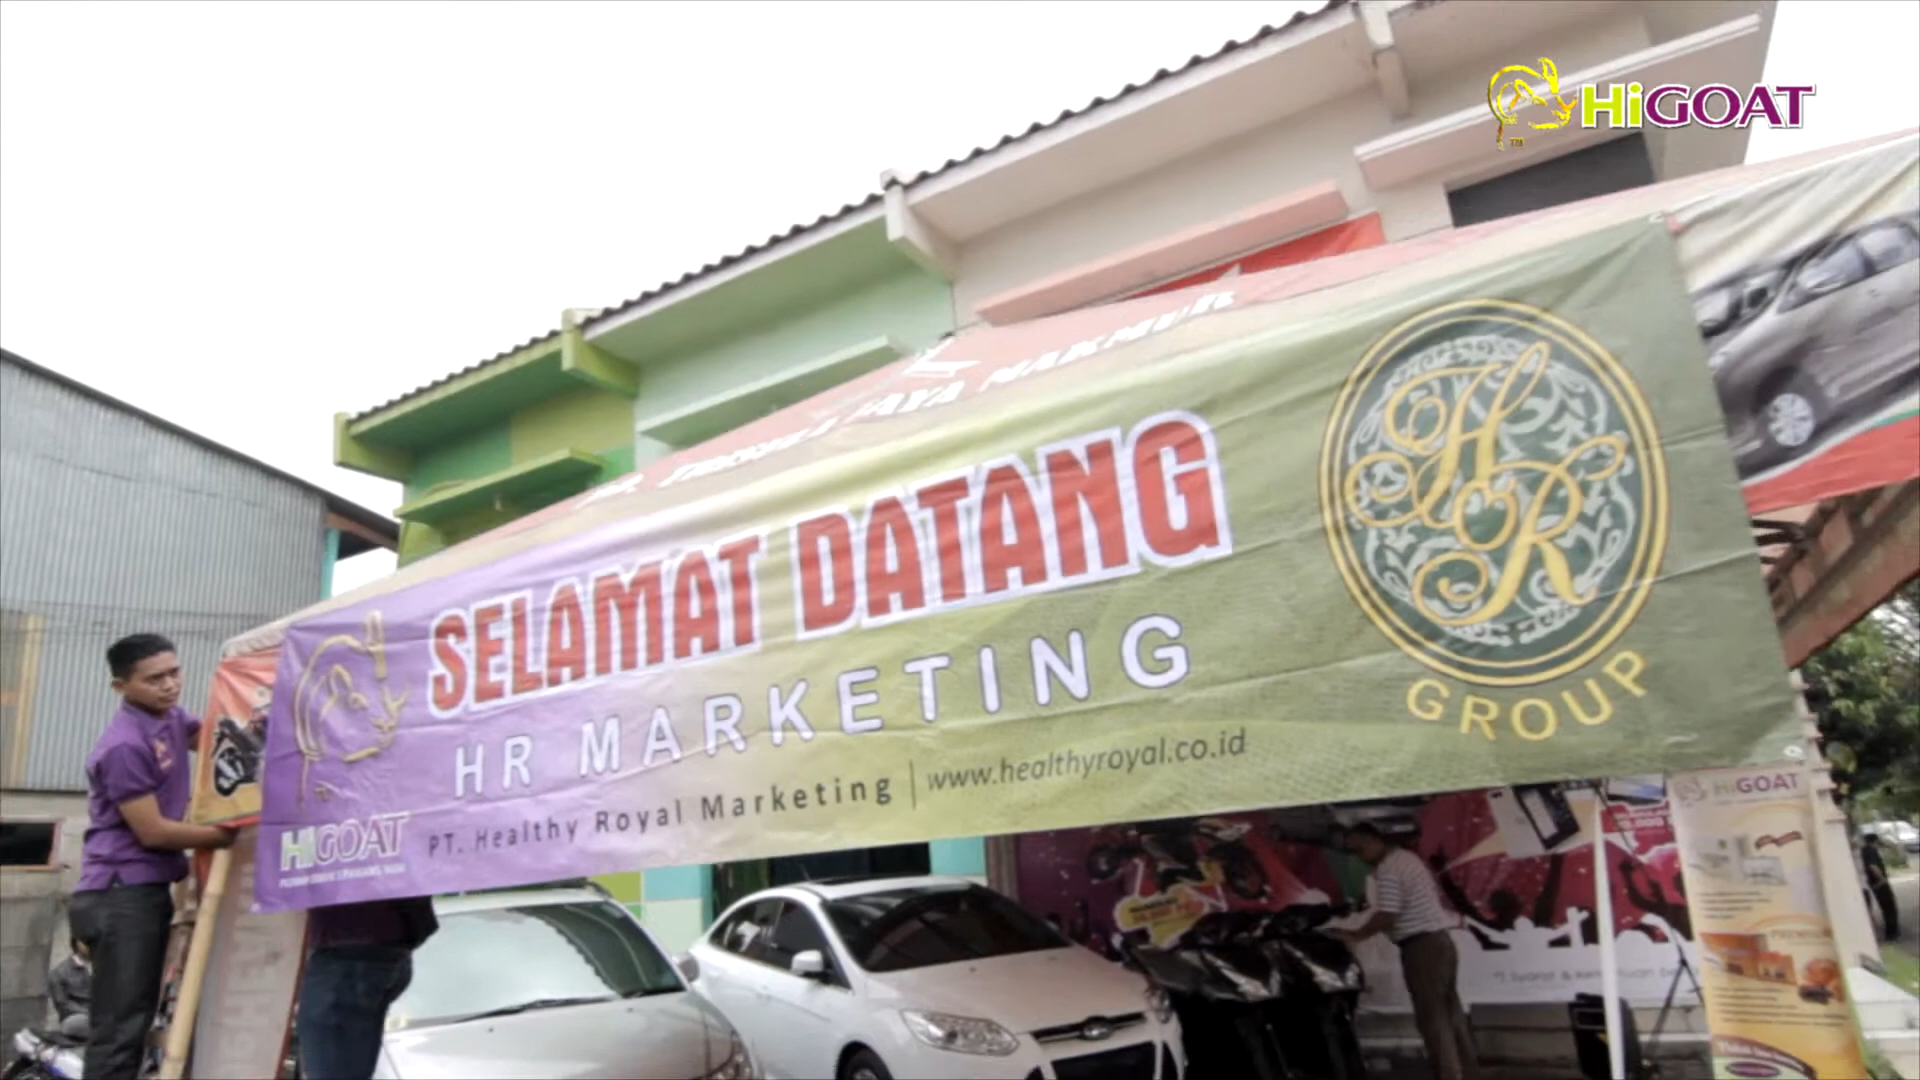 HiGOAT
JAYA MAKMUR
SELAMAT DATANG
HR MARKETING
PT. Healthy Royal Marketing | www.healthyroyal.co.id
HiGOAT
HR
GROUP
HiGOAT